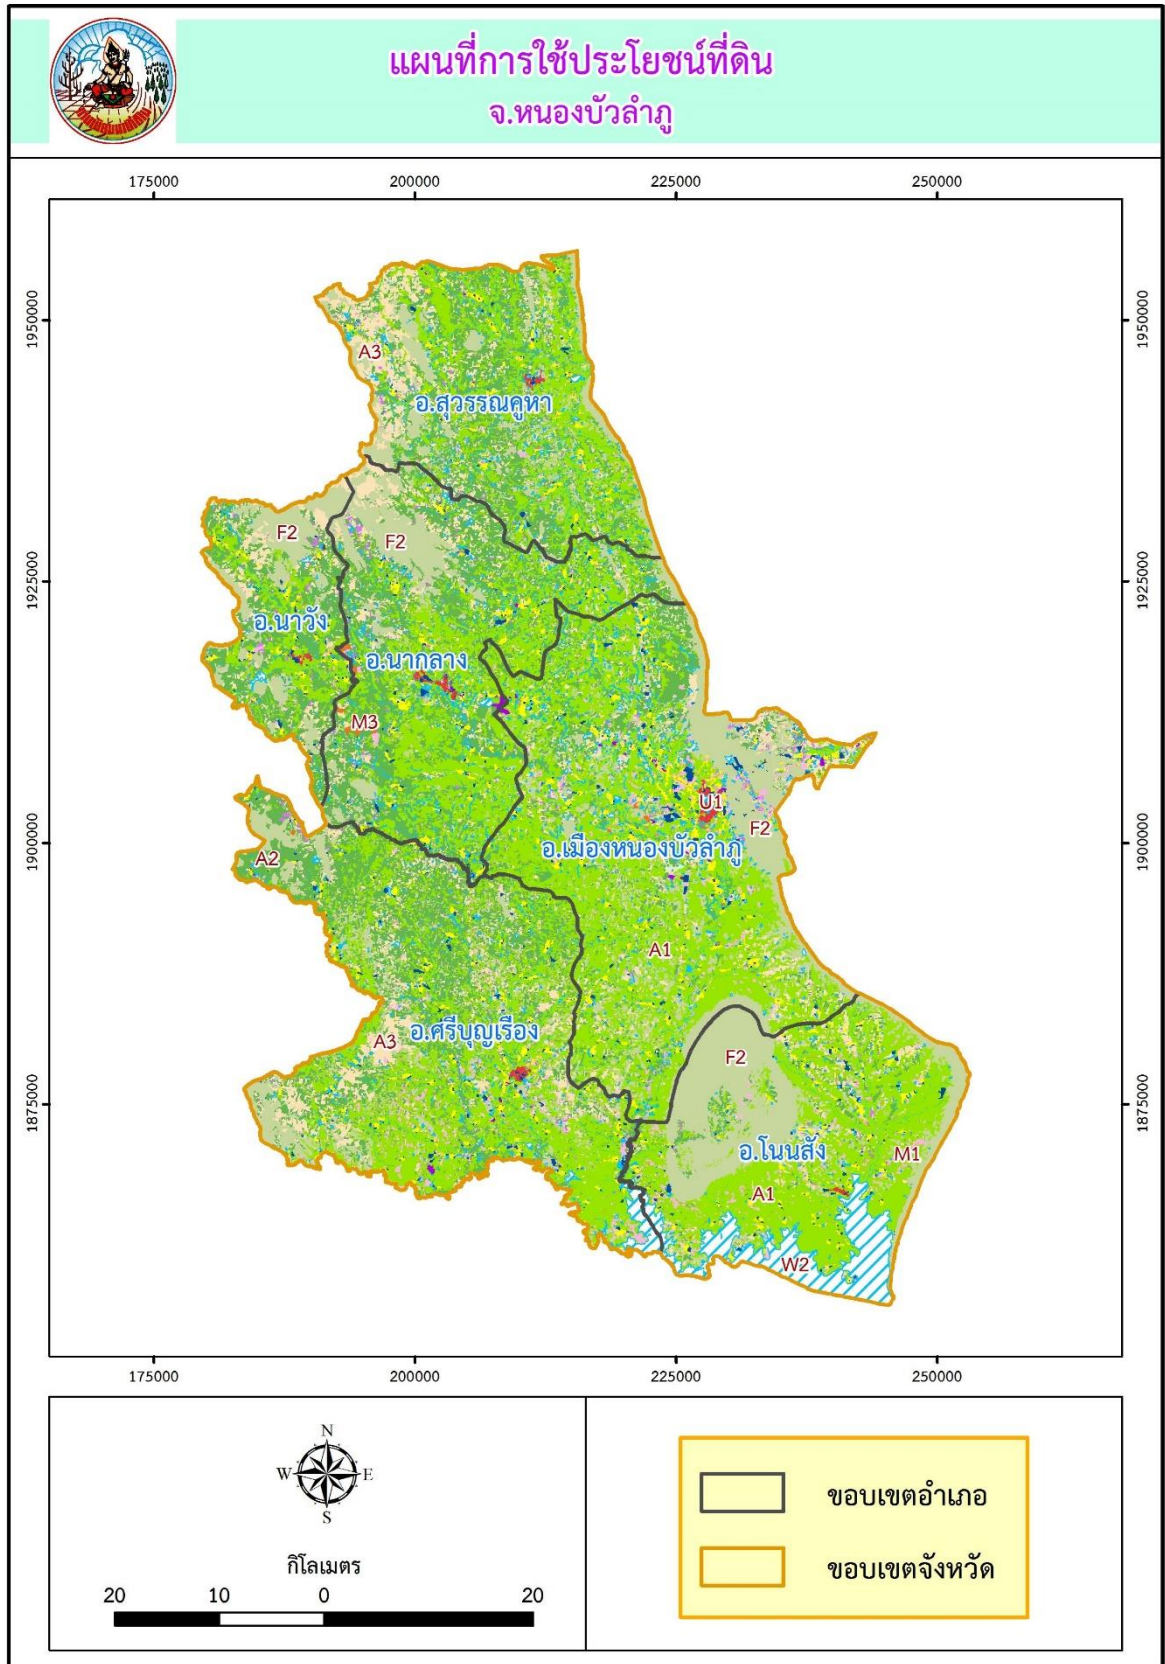 แผนที่การใช้ประโยชน์ที่ดิน
จ.หนองบัวลำภู
175000 200000 225000 250000
1950000 1950000
A3
อ.สุวรรณคูหา
F2 F2
1925000 1925000
อ.นาวัง
อ.นากลาง
M3
U1
F2
อ.เมืองหนองบัวลำภู
1900000 1900000
A2
A1
อ.ศรีบุญเรือง
A3
F2
1875000 1875000
อ.โนนสัง
M1
A1
W2
175000 200000 225000 250000
N
W E
S
กิโลเมตร
20 10 0 20
ขอบเขตอำเภอ
ขอบเขตจังหวัด